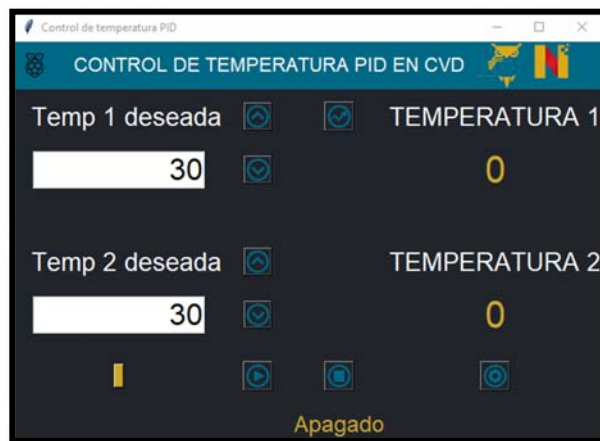 Control de temperatura PID
CONTROL DE TEMPERATURA PID EN CVD
Temp 1 deseada
TEMPERATURA 1
30
0
Temp 2 deseada
TEMPERATURA 2
30
0
Apagado